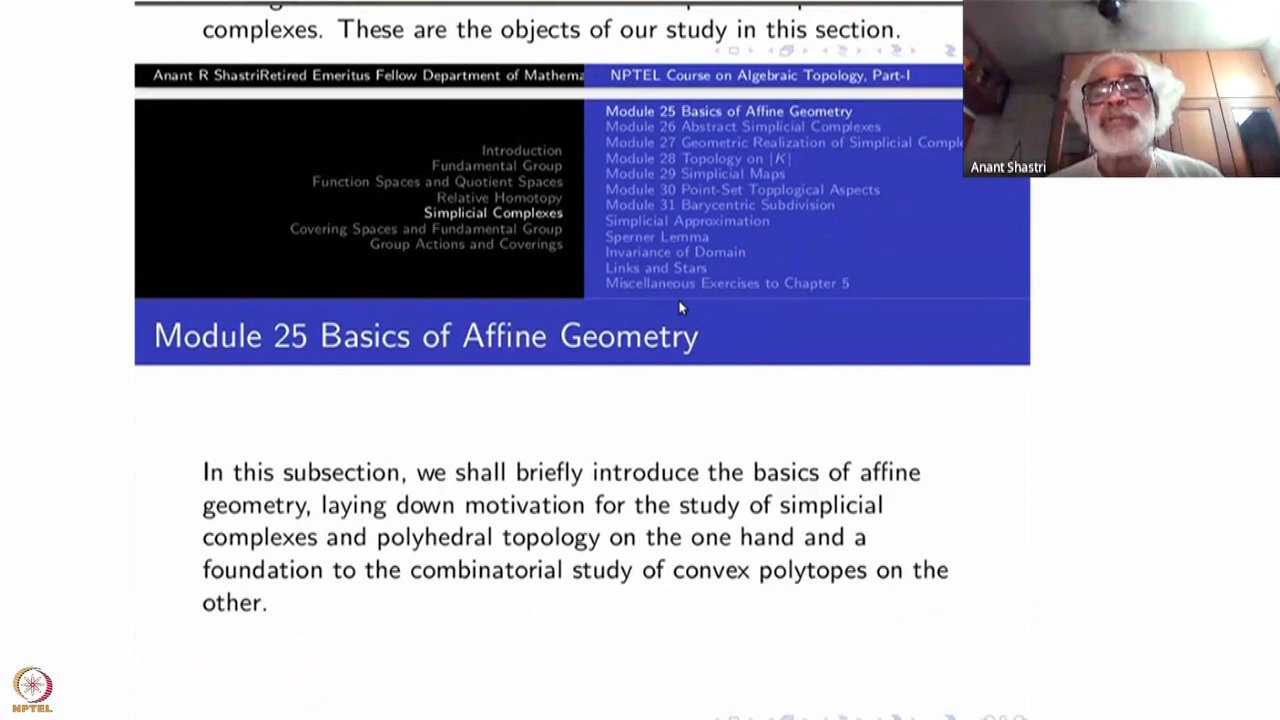 complexes. These are the objects of our study in this section.
Anant R ShastriRetired Emeritus Fellow Department of Mathema
NPTEL Course on Algebraic Topology, Part-I
Introduction
Fundamental Group
Function Spaces and Quotient Spaces
Relative Homotopy
Simplicial Complexes
Covering Spaces and Fundamental Group
Group Actions and Coverings
Module 25 Basics of Affine Geometry
Module 26 Abstract Simplicial Complexes
Module 27 Geometric Realization of Simplicial Comple
Module 28 Topology on |K|
Module 29 Simplicial Maps
Module 30 Point-Set Topplogical Aspects
Module 31 Barycentric Subdivision
Simplicial Approximation
Sperner Lemma
Invariance of Domain
Links and Stars
Miscellaneous Exercises to Chapter 5
Anant Shastri
Module 25 Basics of Affine Geometry
In this subsection, we shall briefly introduce the basics of affine
geometry, laying down motivation for the study of simplicial
complexes and polyhedral topology on the one hand and a
foundation to the combinatorial study of convex polytopes on the
other.
NPTEL